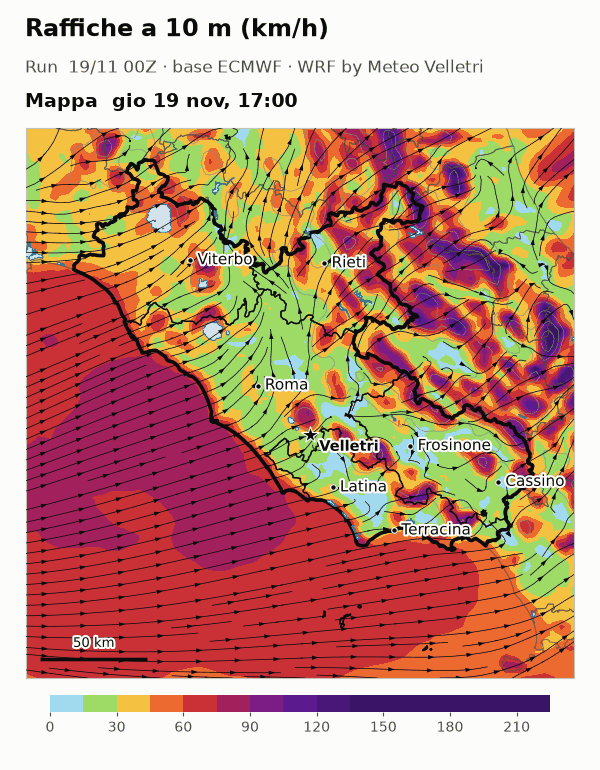 Raffiche a 10 m (km/h)
Run  19/11 00Z · base ECMWF · WRF by Meteo Velletri
Mappa  gio 19 nov, 17:00
Viterbo
Rieti
Roma
Velletri
Frosinone
Cassino
Latina
Terracina
50 km
0 30 60 90 120 150 180 210